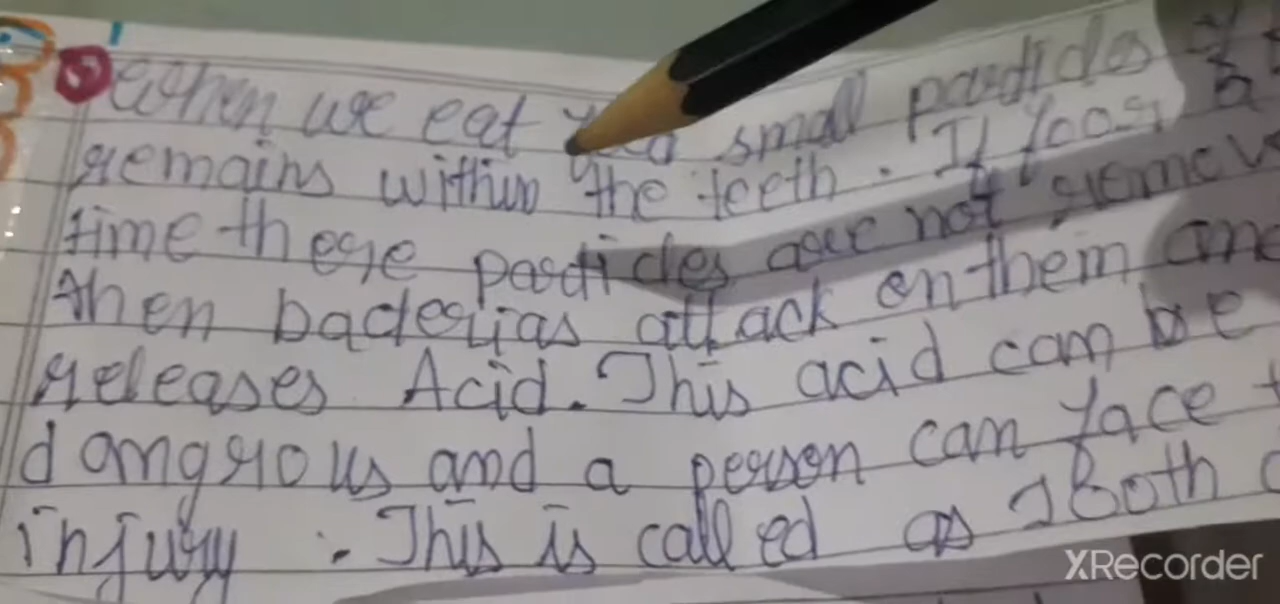 When we eat small particles of
remains within the teeth. If for a
time these particles are not remov
then bacterias attack on them and
releases Acid. This acid can be
dangrous and a person can face
injury. This is called as Tooth
XRecorder